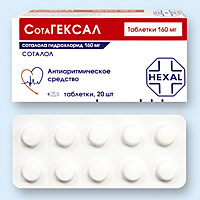 СотаГЕКСАЛ
соталола гидрохлорид 160 мг
СОТАЛОЛ
Таблетки 160 мг
Антиаритмическое
средство
таблетки, 20 шт
HEXAL